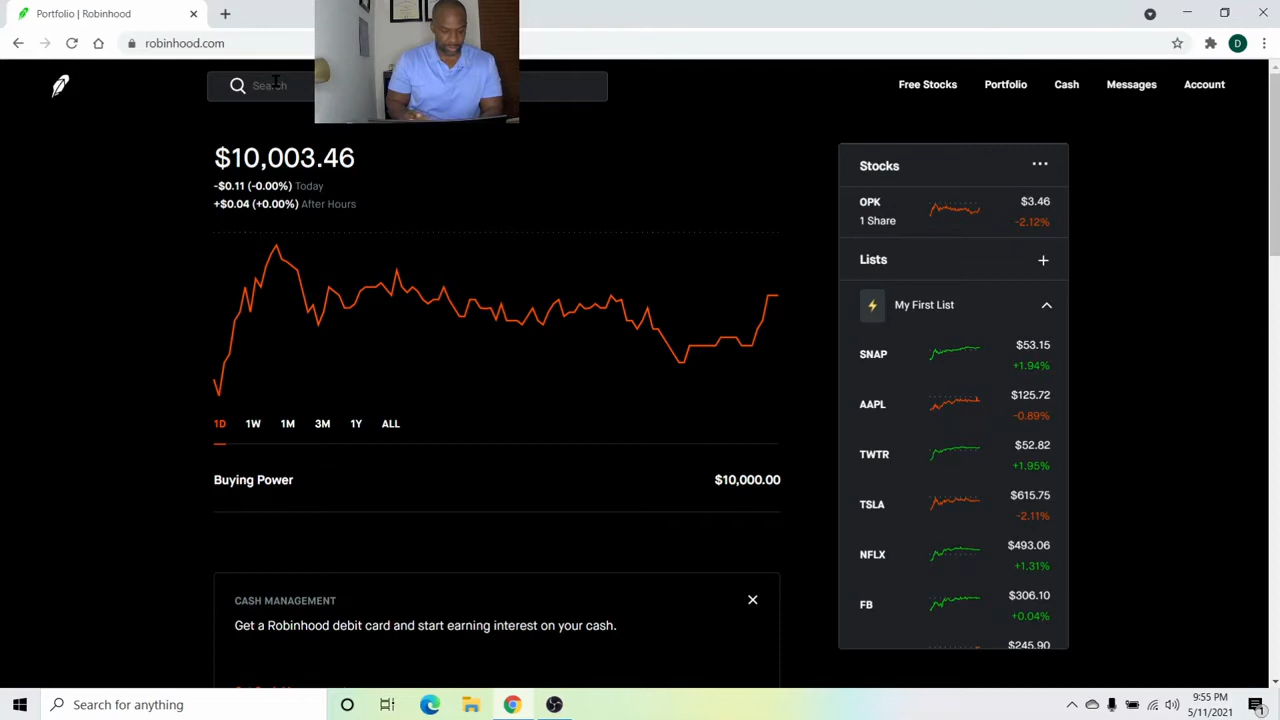 Portfolio | Robinhood
robinhood.com
D
Search
Free Stocks
Portfolio
Cash
Messages
Account
$10,003.46
-$0.11 (-0.00%) Today
+$0.04 (+0.00%) After Hours
1D
1W
1M
3M
1Y
ALL
Buying Power
$10,000.00
CASH MANAGEMENT
Get a Robinhood debit card and start earning interest on your cash.
Stocks
OPK
$3.46
1 Share
-2.12%
Lists
My First List
SNAP
$53.15
+1.94%
AAPL
$125.72
-0.89%
TWTR
$52.82
+1.95%
TSLA
$615.75
-2.11%
NFLX
$493.06
+1.31%
FB
$306.10
+0.04%
$245.90
Search for anything
9:55 PM
5/11/2021
1